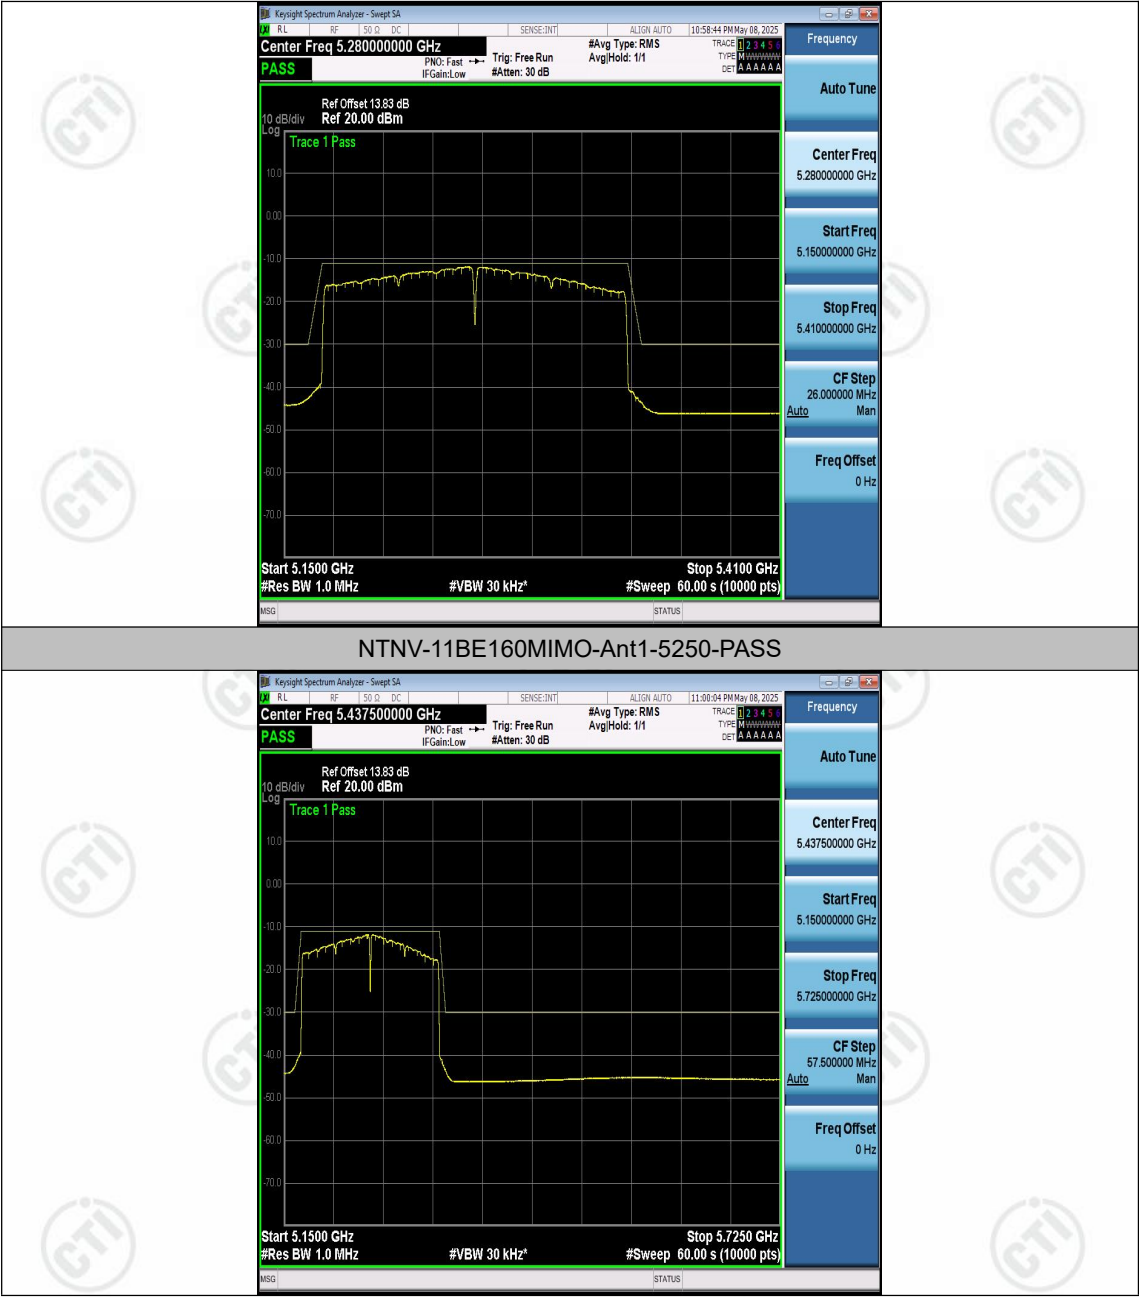 Keysight Spectrum Analyzer - Swept SA
RL RF 50 Ω DC SENSE:INT ALIGN AUTO 10:58:44 PM May 08, 2025
Center Freq 5.280000000 GHz
PASS
PNO: Fast
IFGain:Low
Trig: Free Run
#Atten: 30 dB
#Avg Type: RMS
Avg|Hold: 1/1
TRACE 1 2 3 4 5 6
TYPE M
DET A A A A A A
Ref Offset 13.83 dB
10 dB/div Ref 20.00 dBm
Log
Trace 1 Pass
10.0
0.00
-10.0
-20.0
-30.0
-40.0
-50.0
-60.0
-70.0
Start 5.1500 GHz Stop 5.4100 GHz
#Res BW 1.0 MHz #VBW 30 kHz* #Sweep 60.00 s (10000 pts)
MSG STATUS
Frequency
Auto Tune
Center Freq
5.280000000 GHz
Start Freq
5.150000000 GHz
Stop Freq
5.410000000 GHz
CF Step
26.000000 MHz
Auto Man
Freq Offset
0 Hz
NTNV-11BE160MIMO-Ant1-5250-PASS
Keysight Spectrum Analyzer - Swept SA
RL RF 50 Ω DC SENSE:INT ALIGN AUTO 11:00:04 PM May 08, 2025
Center Freq 5.437500000 GHz
PASS
PNO: Fast
IFGain:Low
Trig: Free Run
#Atten: 30 dB
#Avg Type: RMS
Avg|Hold: 1/1
TRACE 1 2 3 4 5 6
TYPE M
DET A A A A A A
Ref Offset 13.83 dB
10 dB/div Ref 20.00 dBm
Log
Trace 1 Pass
10.0
0.00
-10.0
-20.0
-30.0
-40.0
-50.0
-60.0
-70.0
Start 5.1500 GHz Stop 5.7250 GHz
#Res BW 1.0 MHz #VBW 30 kHz* #Sweep 60.00 s (10000 pts)
MSG STATUS
Frequency
Auto Tune
Center Freq
5.437500000 GHz
Start Freq
5.150000000 GHz
Stop Freq
5.725000000 GHz
CF Step
57.500000 MHz
Auto Man
Freq Offset
0 Hz
CTI
CTI
CTI
CTI
CTI
CTI
CTI
CTI
CTI
CTI
CTI
CTI